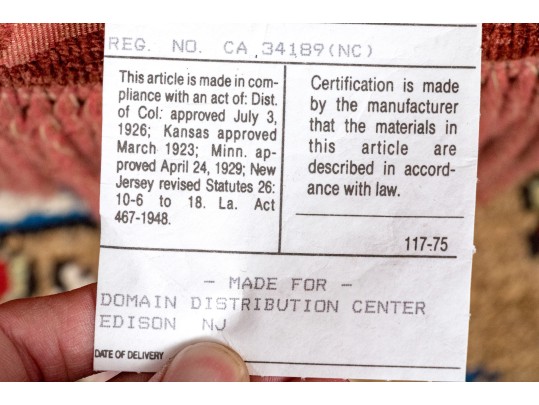 REG. NO. CA 34189(NC)
This article is made in com-
pliance with an act of: Dist.
of Col: approved July 3,
1926; Kansas approved
March 1923; Minn. ap-
proved April 24, 1929; New
Jersey revised Statutes 26:
10-6 to 18. La. Act
467-1948.
Certification is made
by the manufacturer
that the materials in
this article are
described in accord-
ance with law.
117-75
- MADE FOR -
DOMAIN DISTRIBUTION CENTER
EDISON NJ
DATE OF DELIVERY